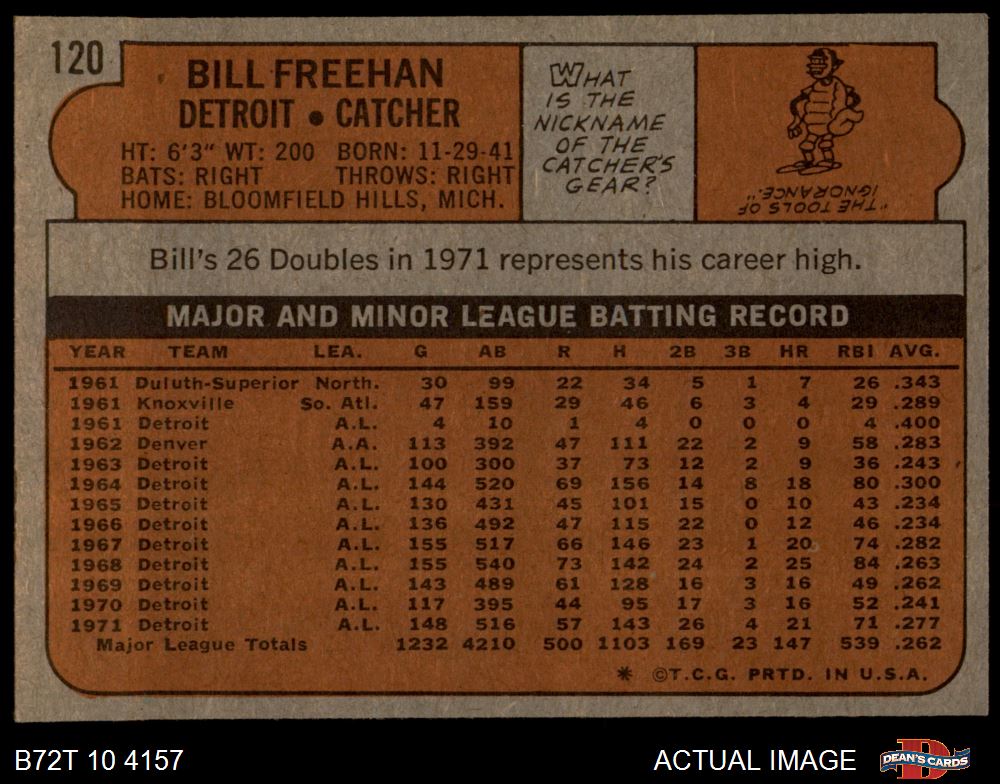 120
BILL FREEHAN
DETROIT • CATCHER
HT: 6'3" WT: 200 BORN: 11-29-41
BATS: RIGHT THROWS: RIGHT
HOME: BLOOMFIELD HILLS, MICH.
WHAT
IS THE
NICKNAME
OF THE
CATCHER'S
GEAR?
"THE TOOLS OF
IGNORANCE."
Bill's 26 Doubles in 1971 represents his career high.
MAJOR AND MINOR LEAGUE BATTING RECORD
YEAR TEAM LEA. G AB R H 2B 3B HR RBI AVG.
1961 Duluth-Superior North. 30 99 22 34 5 1 7 26 .343
1961 Knoxville So. Atl. 47 159 29 46 6 3 4 29 .289
1961 Detroit A.L. 4 10 1 4 0 0 0 4 .400
1962 Denver A.A. 113 392 47 111 22 2 9 58 .283
1963 Detroit A.L. 100 300 37 73 12 2 9 36 .243
1964 Detroit A.L. 144 520 69 156 14 8 18 80 .300
1965 Detroit A.L. 130 431 45 101 15 0 10 43 .234
1966 Detroit A.L. 136 492 47 115 22 0 12 46 .234
1967 Detroit A.L. 155 517 66 146 23 1 20 74 .282
1968 Detroit A.L. 155 540 73 142 24 2 25 84 .263
1969 Detroit A.L. 143 489 61 128 16 3 16 49 .262
1970 Detroit A.L. 117 395 44 95 17 3 16 52 .241
1971 Detroit A.L. 148 516 57 143 26 4 21 71 .277
Major League Totals 1232 4210 500 1103 169 23 147 539 .262
* ©T.C.G. PRTD. IN U.S.A.
B72T 10 4157 ACTUAL IMAGE D DEAN'S CARDS